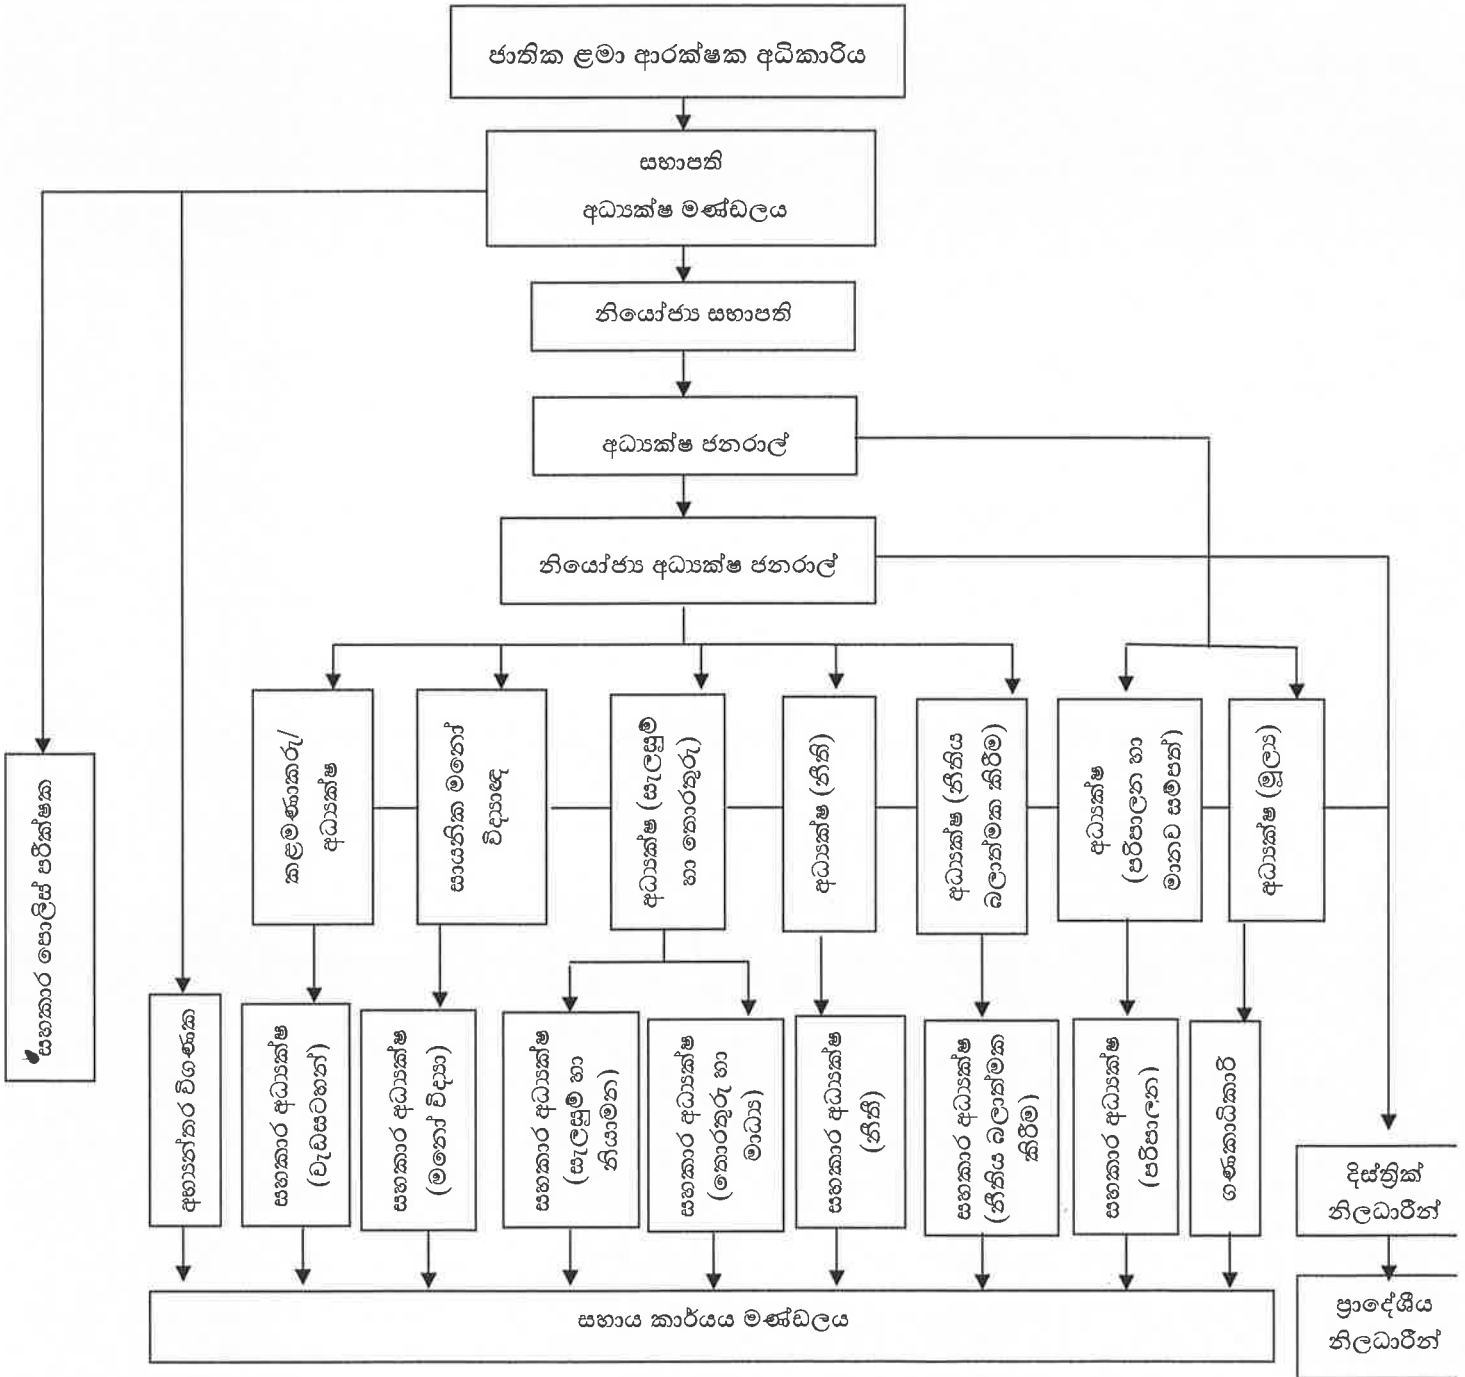 ජාතික ළමා ආරක්ෂක අධිකාරිය
සභාපති
අධ්‍යක්ෂ මණ්ඩලය
නියෝජ්‍ය සභාපති
අධ්‍යක්ෂ ජනරාල්
නියෝජ්‍ය අධ්‍යක්ෂ ජනරාල්
කළමණාකරු/
අධ්‍යක්ෂ
සායනික මනෝ
විද්‍යාඥ
අධ්‍යක්ෂ (සැලසුම්
හා තොරතුරු)
අධ්‍යක්ෂ (නීති)
අධ්‍යක්ෂ (නීතිය
බලාත්මක කිරීම)
අධ්‍යක්ෂ
(පරිපාලන හා
මානව සම්පත්)
අධ්‍යක්ෂ (මූල්‍ය)
සහකාර පොලිස් පරීක්ෂක
අභ්‍යන්තර විගණක
සහකාර අධ්‍යක්ෂ
(වැඩසටහන්)
සහකාර අධ්‍යක්ෂ
(මනෝ විද්‍යා)
සහකාර අධ්‍යක්ෂ
(සැලසුම් හා
නියාමන)
සහකාර අධ්‍යක්ෂ
(තොරතුරු හා
මාධ්‍ය)
සහකාර අධ්‍යක්ෂ
(නීති)
සහකාර අධ්‍යක්ෂ
(නීතිය බලාත්මක
කිරීම)
සහකාර අධ්‍යක්ෂ
(පරිපාලන)
ගණකාධිකාරි
දිස්ත්‍රික්
නිලධාරීන්
සහාය කාර්යය මණ්ඩලය
ප්‍රාදේශීය
නිලධාරීන්